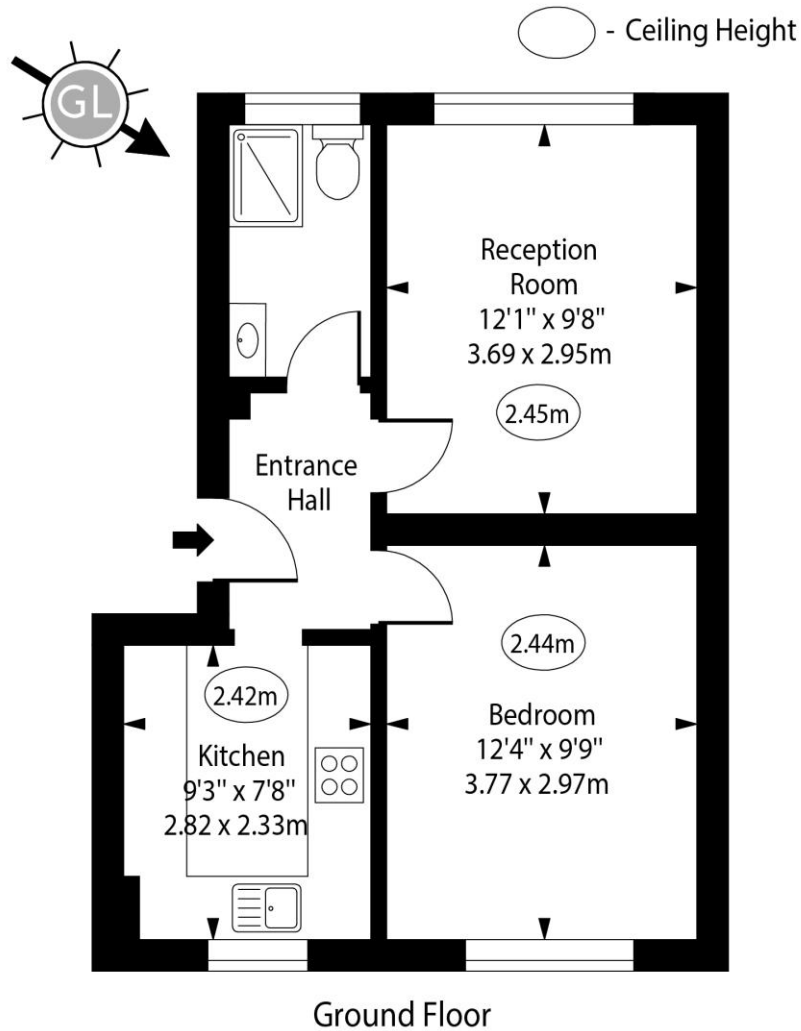 - Ceiling Height
GL
Reception
Room
12'1" x 9'8"
3.69 x 2.95m
2.45m
Entrance
Hall
2.44m
2.42m
Bedroom
12'4" x 9'9"
3.77 x 2.97m
Kitchen
9'3" x 7'8"
2.82 x 2.33m
Ground Floor